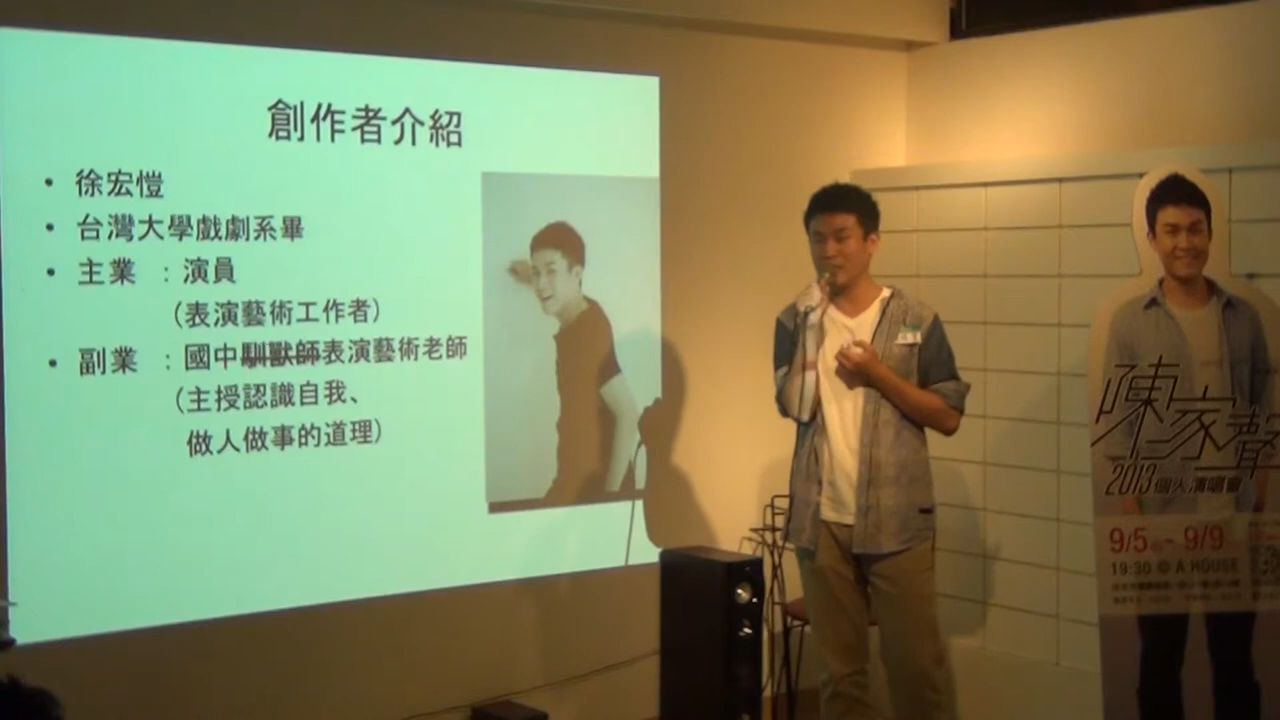 創作者介紹
• 徐宏愷
• 台灣大學戲劇系畢
• 主業 ：演員
（表演藝術工作者）
• 副業 ：國中馴獸師表演藝術老師
（主授認識自我、
做人做事的道理）
陳家聲
2013個人演唱會
9/5 - 9/9
19:30 @ A HOUSE